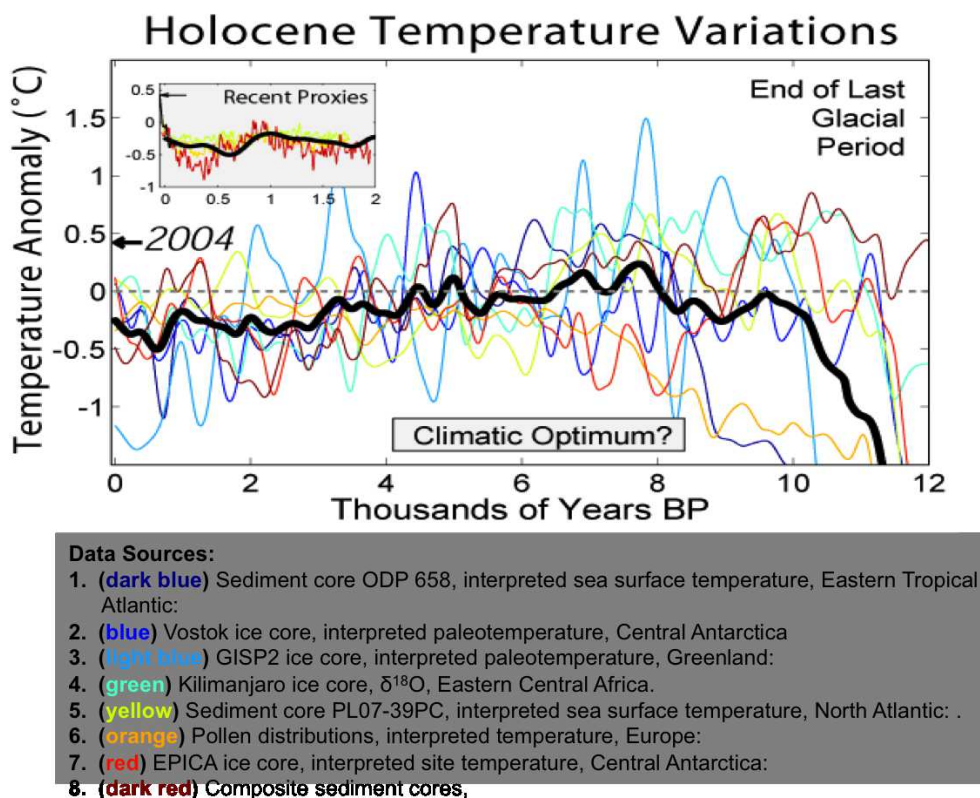 Holocene Temperature Variations
Temperature Anomaly (˚C)
1.5
1
0.5
0
-0.5
-1
0.5
0
-0.5
-1
0 0.5 1 1.5 2
Recent Proxies
End of Last
Glacial
Period
2004
Climatic Optimum?
0 2 4 6 8 10 12
Thousands of Years BP
Data Sources:
1. (dark blue) Sediment core ODP 658, interpreted sea surface temperature, Eastern Tropical
Atlantic:
2. (blue) Vostok ice core, interpreted paleotemperature, Central Antarctica
3. (light blue) GISP2 ice core, interpreted paleotemperature, Greenland:
4. (green) Kilimanjaro ice core, δ¹⁸O, Eastern Central Africa.
5. (yellow) Sediment core PL07-39PC, interpreted sea surface temperature, North Atlantic: .
6. (orange) Pollen distributions, interpreted temperature, Europe:
7. (red) EPICA ice core, interpreted site temperature, Central Antarctica:
8. (dark red) Composite sediment cores,